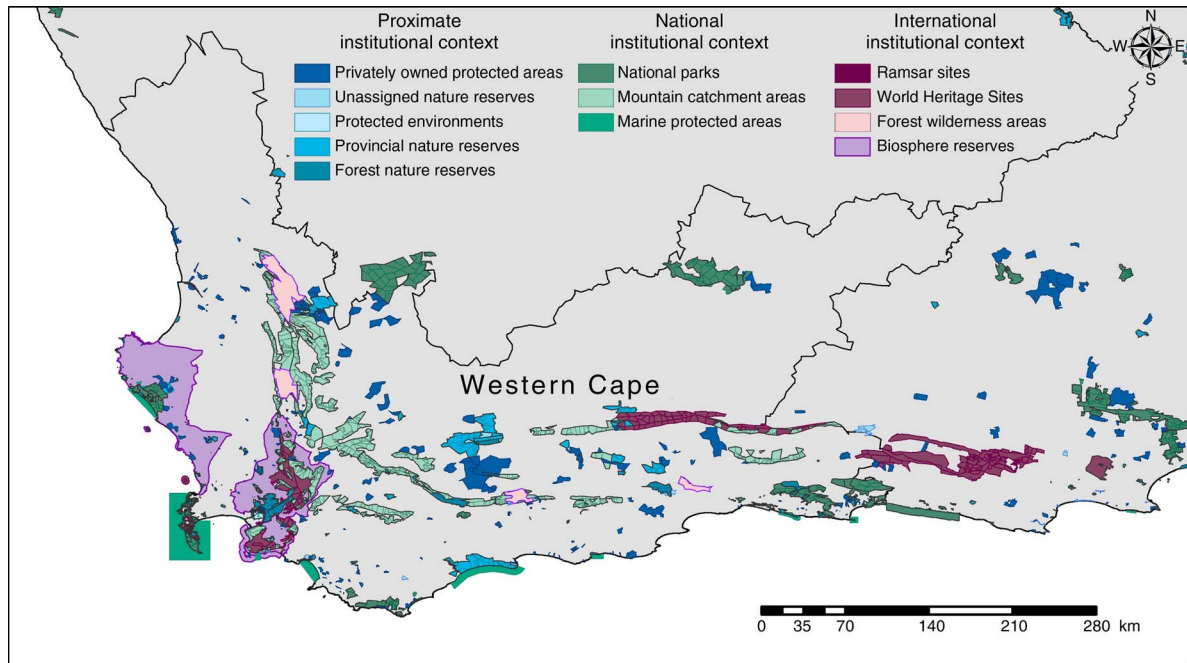 Proximate
institutional context
Privately owned protected areas
Unassigned nature reserves
Protected environments
Provincial nature reserves
Forest nature reserves
National
institutional context
National parks
Mountain catchment areas
Marine protected areas
International
institutional context
Ramsar sites
World Heritage Sites
Forest wilderness areas
Biosphere reserves
N
W E
S
Western Cape
0 35 70 140 210 280 km